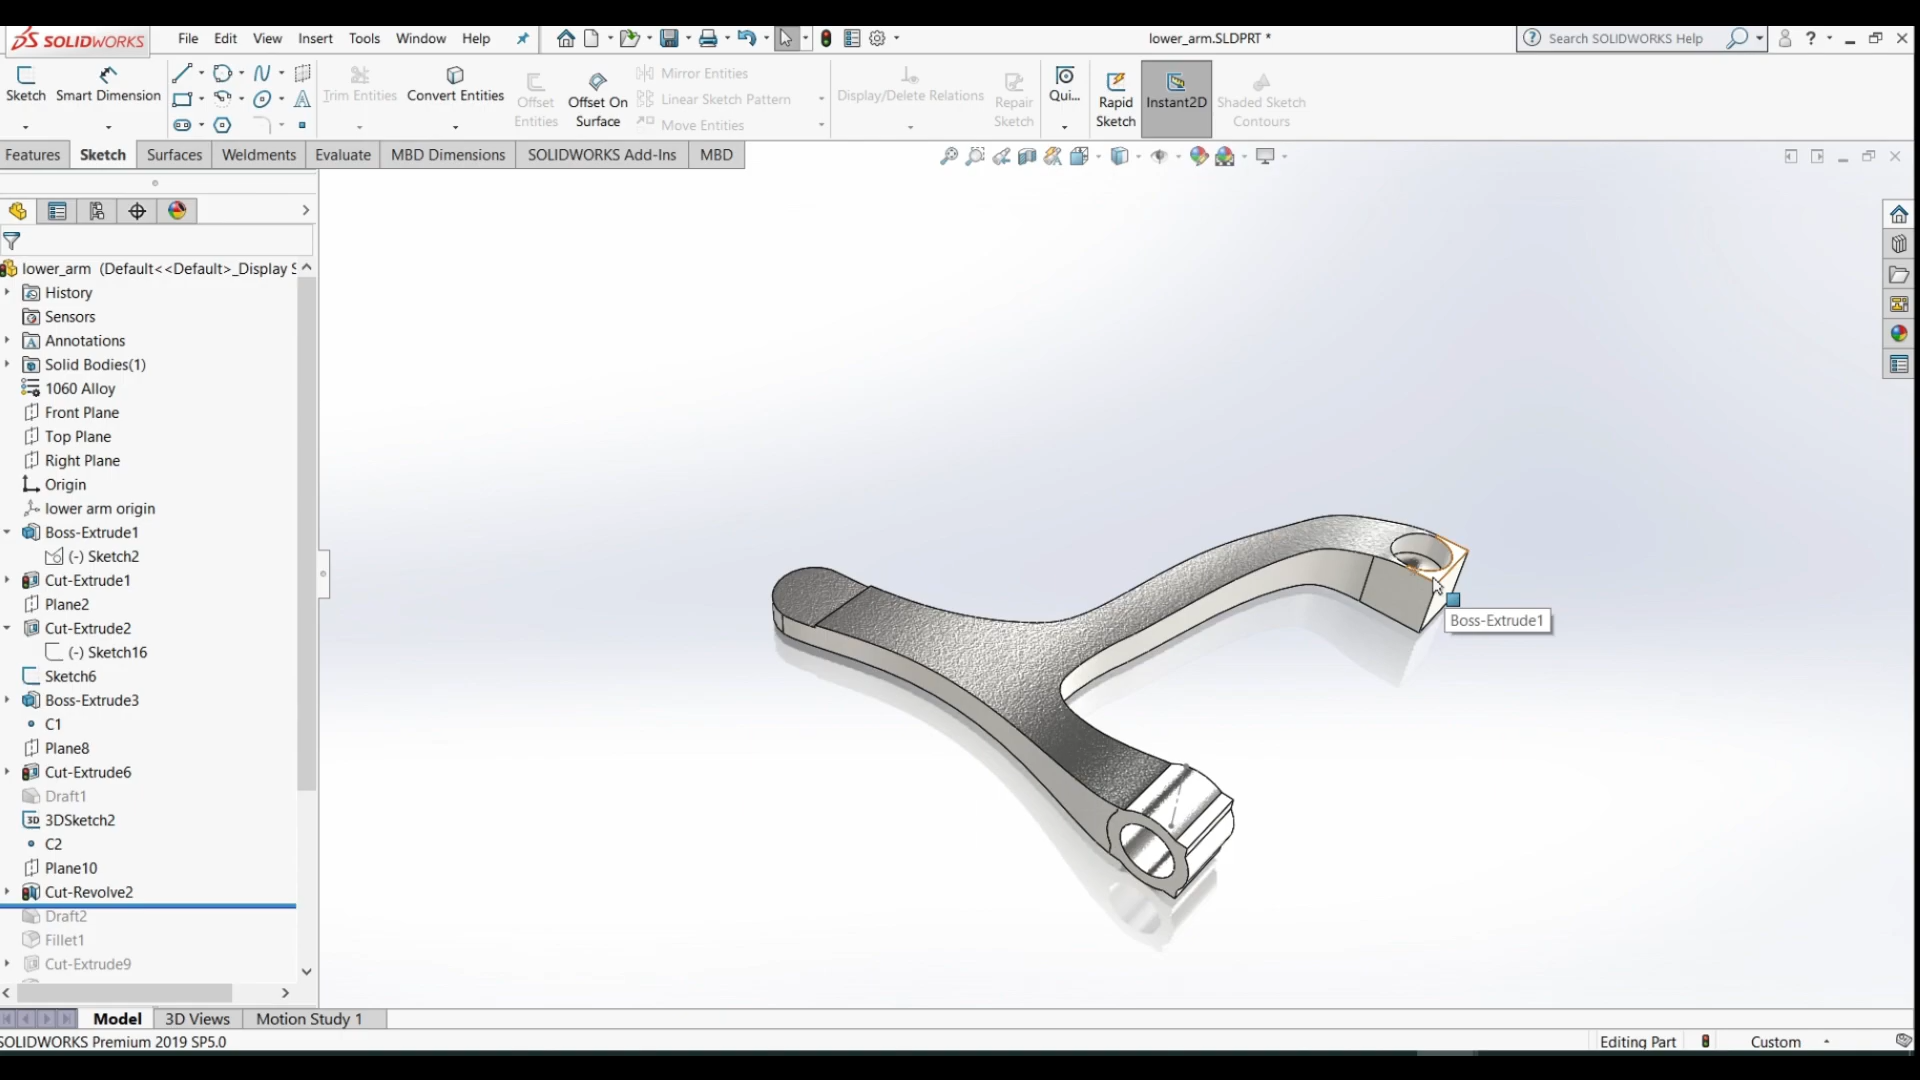 SOLIDWORKS File Edit View Insert Tools Window Help lower_arm.SLDPRT * Search SOLIDWORKS Help ?
Sketch Smart Dimension Trim Entities Convert Entities Offset Entities Offset On Surface Mirror Entities Linear Sketch Pattern Move Entities Display/Delete Relations Repair Sketch Qui... Rapid Sketch Instant2D Shaded Sketch Contours
Features Sketch Surfaces Weldments Evaluate MBD Dimensions SOLIDWORKS Add-Ins MBD
lower_arm (Default<<Default>_Display S
History
Sensors
Annotations
Solid Bodies(1)
1060 Alloy
Front Plane
Top Plane
Right Plane
Origin
lower arm origin
Boss-Extrude1
(-) Sketch2
Cut-Extrude1
Plane2
Cut-Extrude2
(-) Sketch16
Sketch6
Boss-Extrude3
C1
Plane8
Cut-Extrude6
Draft1
3DSketch2
C2
Plane10
Cut-Revolve2
Draft2
Fillet1
Cut-Extrude9
Boss-Extrude1
Model 3D Views Motion Study 1
SOLIDWORKS Premium 2019 SP5.0 Editing Part Custom